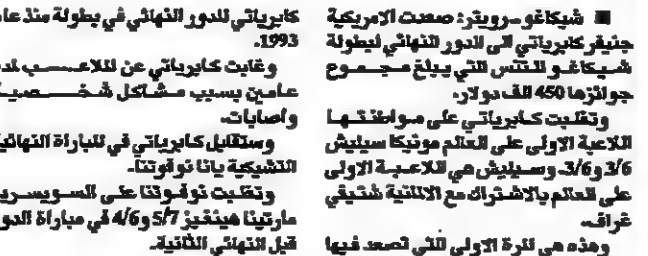 ■ شيكاغو -رويتر: صعدت الامريكية
جنيفر كابرياتي الى الدور النهائي لبطولة
شيكاغو للتنس التي يبلغ مجموع
جوائزها 450 الف دولار.
وتغلبت كابرياتي على مواطنتها
اللاعبة الاولى على العالم مونيكا سيليش
3/6 و3/6. وسيليش هي اللاعبة الاولى
على العالم بالاشتراك مع الالمانية شتيفي
غراف.
وهذه هي المرة الاولى التي تصعد فيها
كابرياتي للدور النهائي في بطولة منذ عام
1993.
وغابت كابرياتي عن الملاعب لمدة
عامين بسبب مشاكل شخصية
واصابات.
وستقابل كابرياتي في المباراة النهائية
التشيكية يانا نوفوتنا.
وتغلبت نوفوتنا على السويسرية
مارتينا هينغيز 5/7 و4/6 في مباراة الدور
قبل النهائي الثانية.